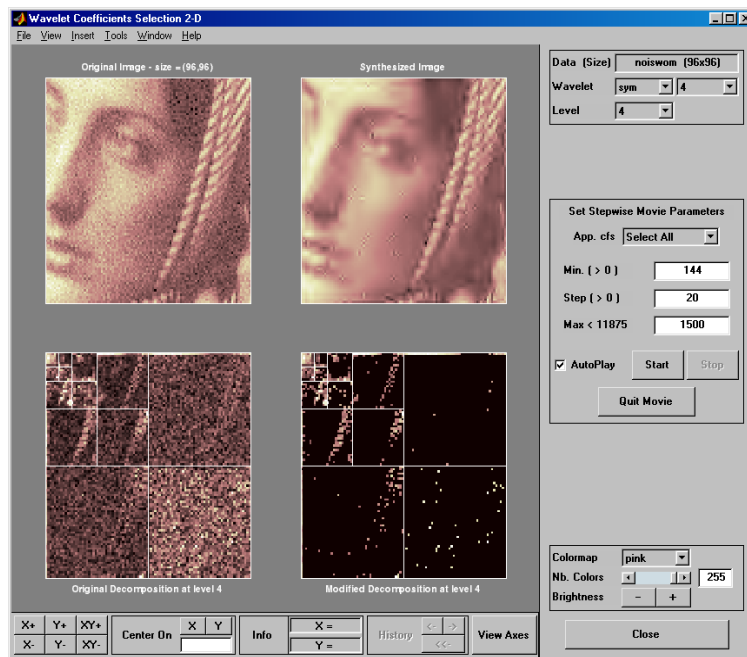 Wavelet Coefficients Selection 2-D
File View Insert Tools Window Help
Original Image - size = (96,96)
Synthesized Image
Original Decomposition at level 4
Modified Decomposition at level 4
Data (Size) noiswom (96x96)
Wavelet sym 4
Level 4
Set Stepwise Movie Parameters
App. cfs Select All
Min. ( > 0 ) 144
Step ( > 0 ) 20
Max < 11875 1500
AutoPlay Start Stop
Quit Movie
Colormap pink
Nb. Colors 255
Brightness - +
X+ Y+ XY+
X- Y- XY-
Center On X Y
Info X =
Y =
History <- ->
<<-
View Axes
Close